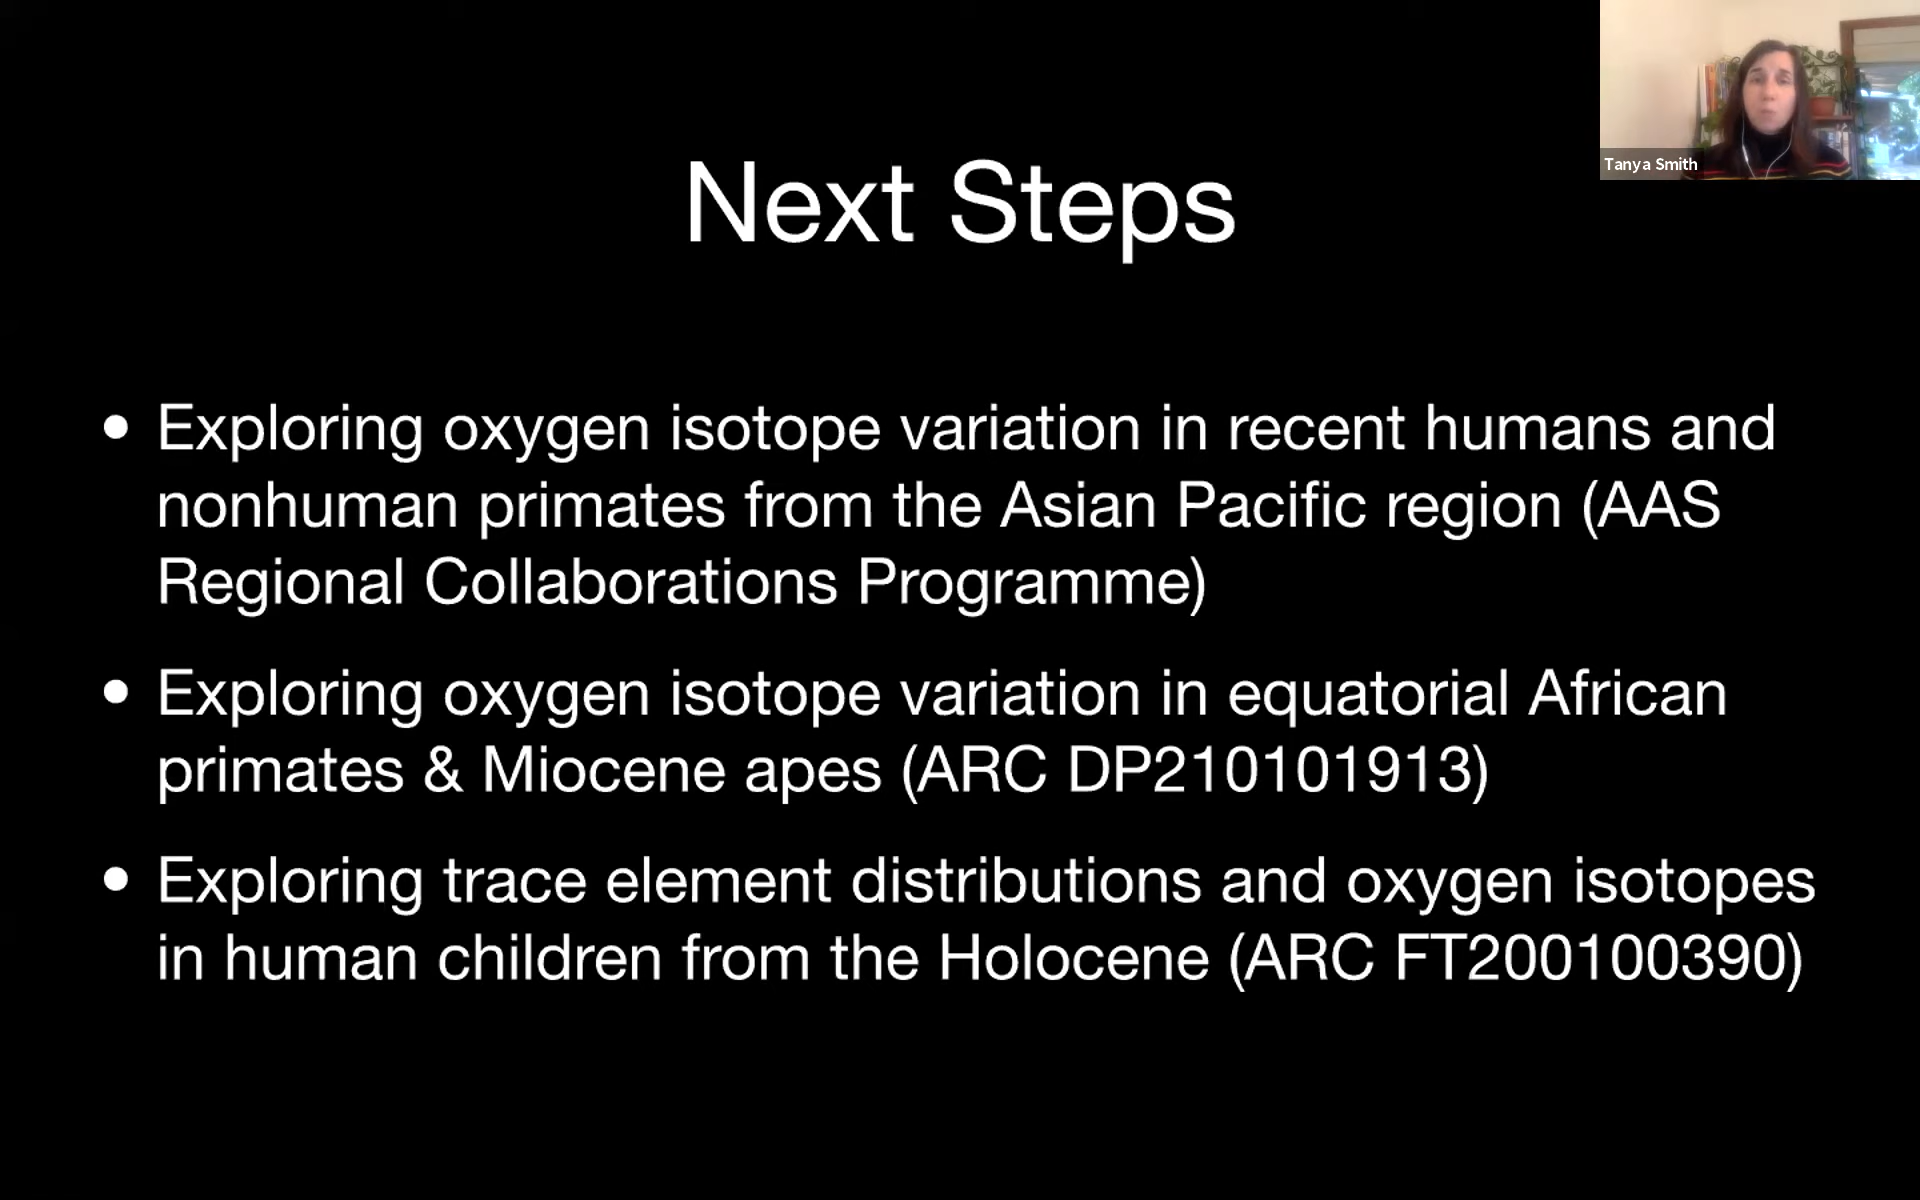 Tanya Smith
Next Steps
• Exploring oxygen isotope variation in recent humans and
nonhuman primates from the Asian Pacific region (AAS
Regional Collaborations Programme)
• Exploring oxygen isotope variation in equatorial African
primates & Miocene apes (ARC DP210101913)
• Exploring trace element distributions and oxygen isotopes
in human children from the Holocene (ARC FT200100390)